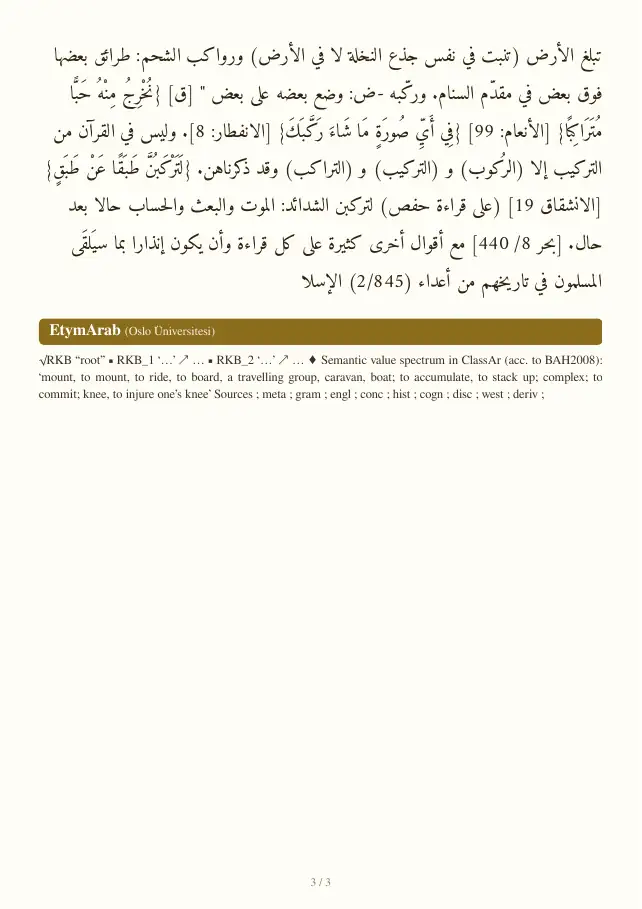 تبلغ الأرض (تنبت في نفس جذع النخلة لا في الأرض) ورواكب الشحم: طرائق بعضها
فوق بعض في مقدّم السنام. وركّبه -ض: وضع بعضه على بعض " [ق] {نُخْرِجُ مِنْهُ حَبًّا
مُتَرَاكِبًا} [الأنعام: 99] {فِي أَيِّ صُورَةٍ مَا شَاءَ رَكَّبَكَ} [الانفطار: 8]. وليس في القرآن من
التركيب إلا (الرُكوب) و (التركيب) و (التراكب) وقد ذكرناهن. {لَتَرْكَبُنَّ طَبَقًا عَنْ طَبَقٍ}
[الانشقاق 19] (على قراءة حفص) لتركبن الشدائد: الموت والبعث والحساب حالا بعد
حال. [بحر 8/ 440] مع أقوال أخرى كثيرة على كل قراءة وأن يكون إنذارا بما سيَلقَى
المسلمون في تاريخهم من أعداء (2/845) الإسلا
EtymArab (Oslo Üniversitesi)
√RKB “root” ▪ RKB_1 ‘…’ ↗ … ▪ RKB_2 ‘…’ ↗ … ♦ Semantic value spectrum in ClassAr (acc. to BAH2008):
‘mount, to mount, to ride, to board, a travelling group, caravan, boat; to accumulate, to stack up; complex; to
commit; knee, to injure one’s knee’ Sources ; meta ; gram ; engl ; conc ; hist ; cogn ; disc ; west ; deriv ;
3 / 3